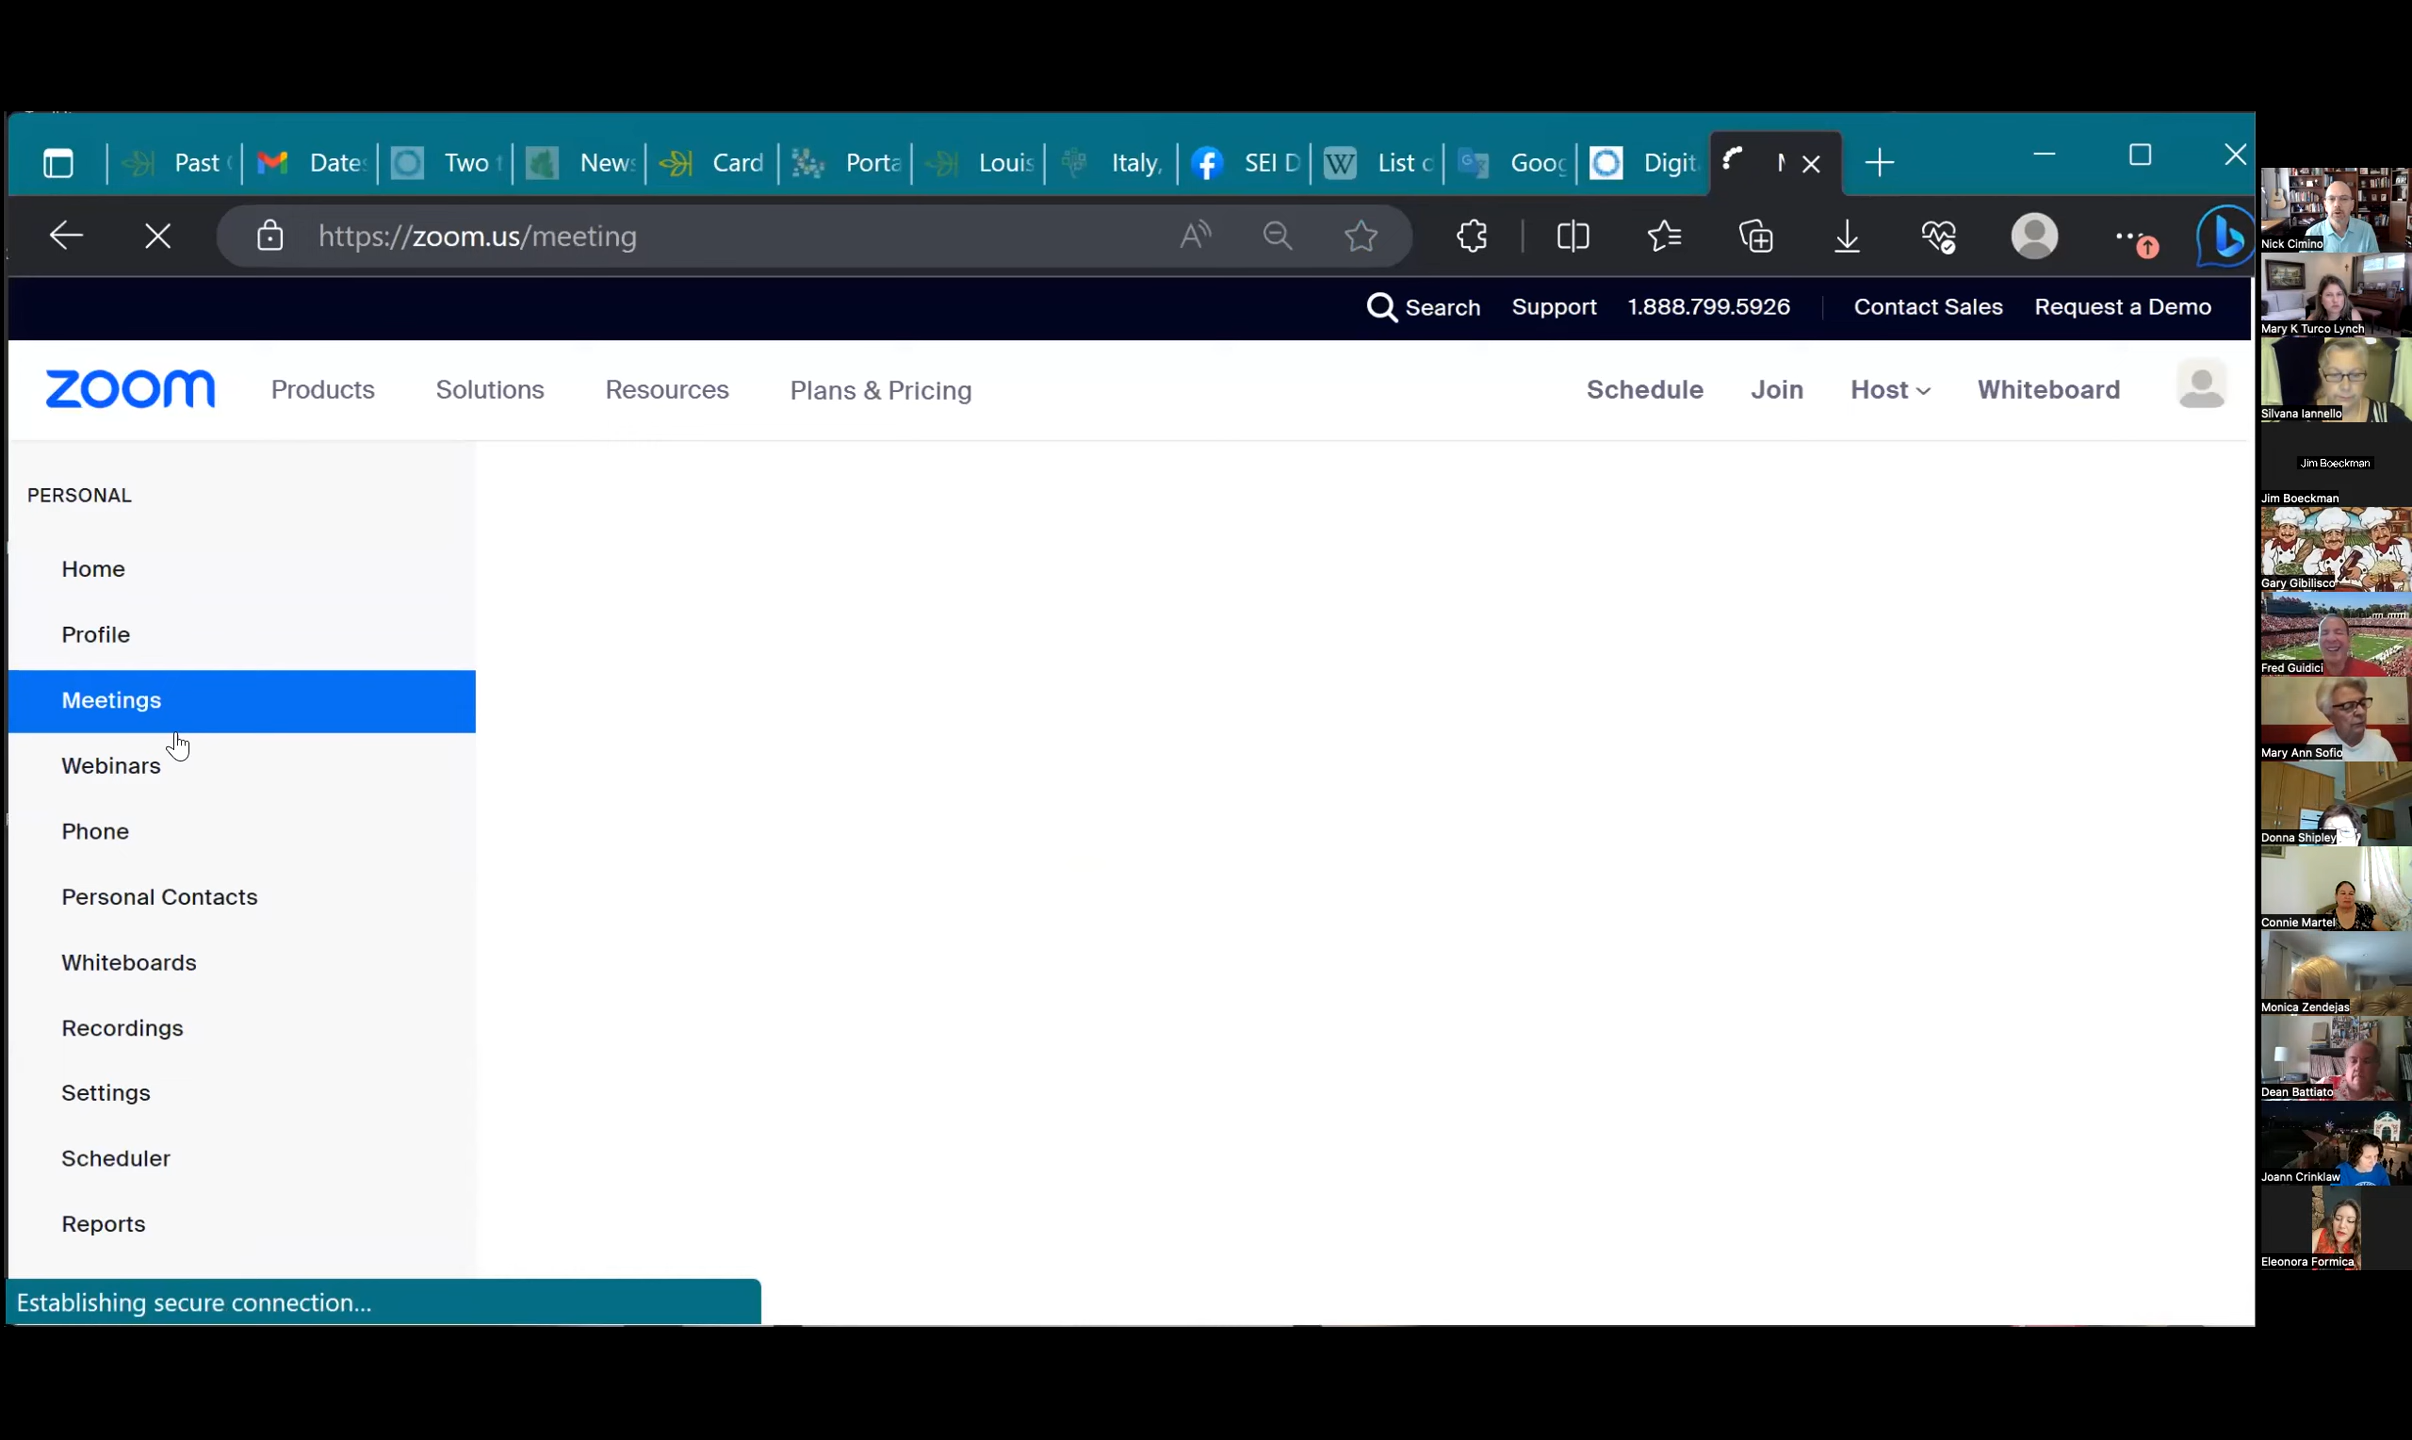 Past
Date
Two
New
Card
Porta
Louis
Italy,
SEI D
List
Goog
Digit
https://zoom.us/meeting
Search
Support
1.888.799.5926
Contact Sales
Request a Demo
zoom
Products
Solutions
Resources
Plans & Pricing
Schedule
Join
Host
Whiteboard
PERSONAL
Home
Profile
Meetings
Webinars
Phone
Personal Contacts
Whiteboards
Recordings
Settings
Scheduler
Reports
Establishing secure connection...
Nick Cimino
Mary K Turco Lynch
Silvana Iannello
Jim Boeckman
Jim Boeckman
Gary Gibilisco
Fred Guidici
Mary Ann Sofio
Donna Shipley
Connie Martel
Monica Zendejas
Dean Battiato
Joann Crinklaw
Eleonora Formica